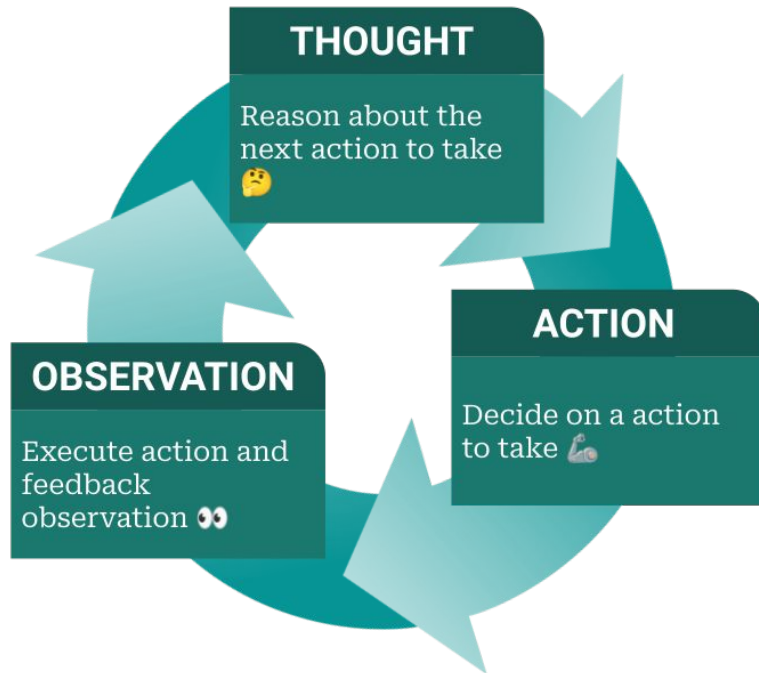 THOUGHT
Reason about the
next action to take
🤔
ACTION
Decide on a action
to take 🦾
OBSERVATION
Execute action and
feedback
observation 👀